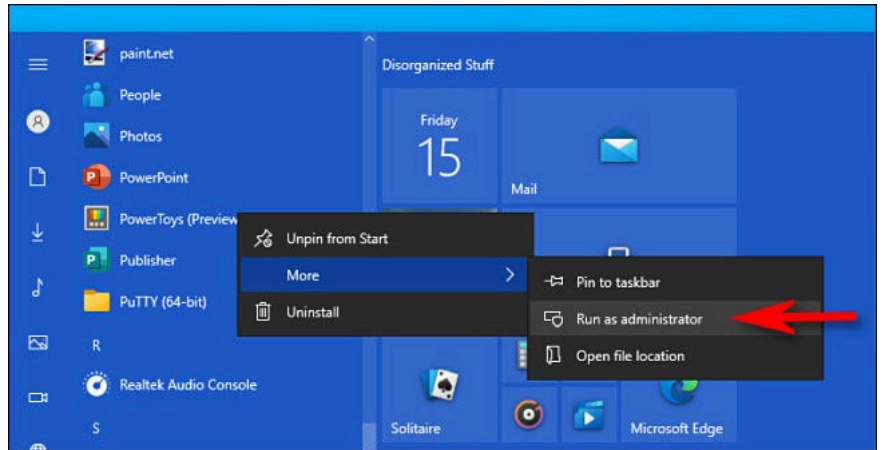 paint.net
People
Photos
PowerPoint
PowerToys (Preview
Publisher
PuTTY (64-bit)
R
Realtek Audio Console
S
Disorganized Stuff
Friday
15
Mail
Unpin from Start
More
Uninstall
Pin to taskbar
Run as administrator
Open file location
Solitaire
Microsoft Edge